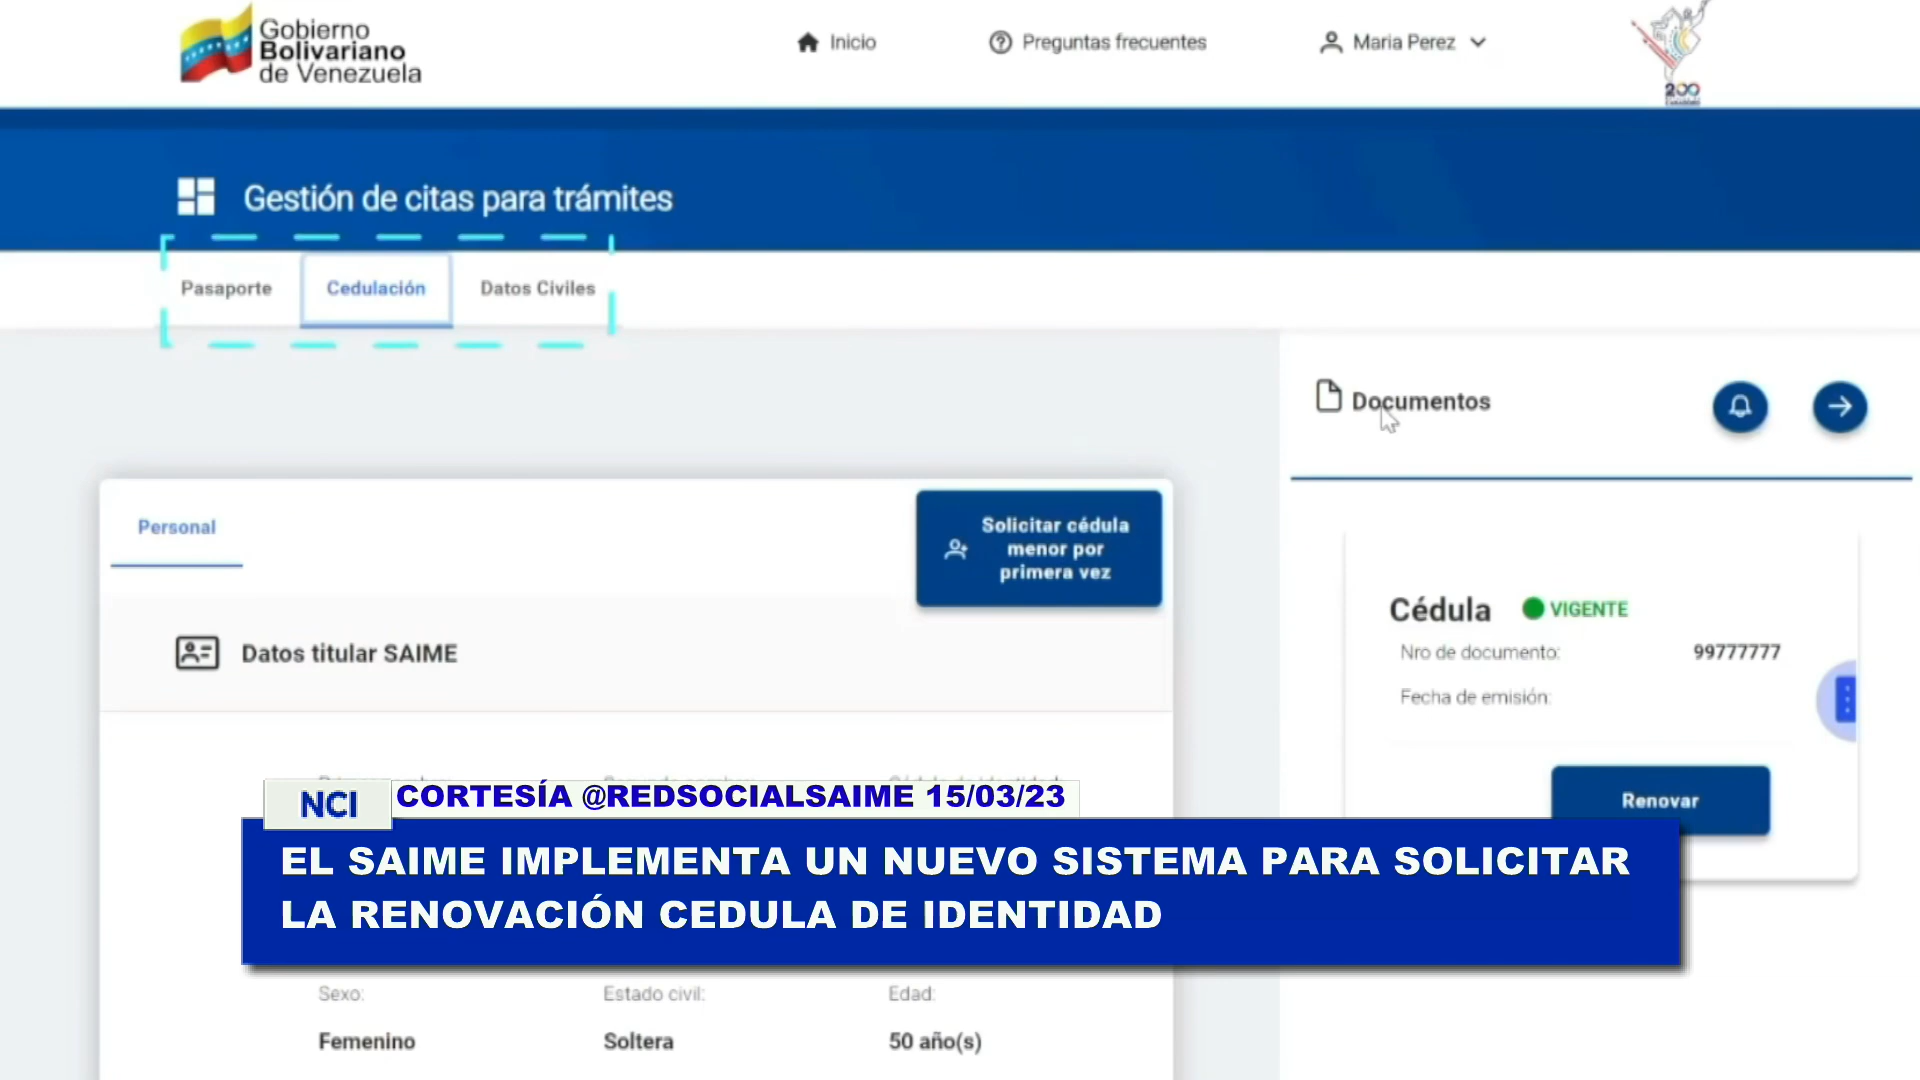 Gobierno
Bolivariano
de Venezuela
Inicio
Preguntas frecuentes
Maria Perez
200
Gestión de citas para trámites
Pasaporte
Cedulación
Datos Civiles
Documentos
Personal
Solicitar cédula
menor por
primera vez
Datos titular SAIME
Cédula
VIGENTE
Nro de documento:
99777777
Fecha de emisión:
Renovar
NCI
CORTESÍA @REDSOCIALSAIME 15/03/23
EL SAIME IMPLEMENTA UN NUEVO SISTEMA PARA SOLICITAR
LA RENOVACIÓN CEDULA DE IDENTIDAD
Sexo:
Estado civil:
Edad:
Femenino
Soltera
50 año(s)